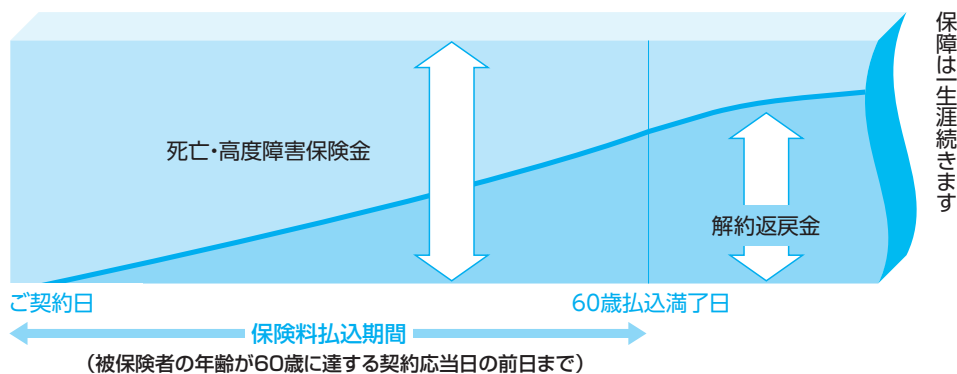 保障は一生涯続きます
死亡・高度障害保険金
解約返戻金
ご契約日
60歳払込満了日
保険料払込期間
（被保険者の年齢が60歳に達する契約応当日の前日まで）